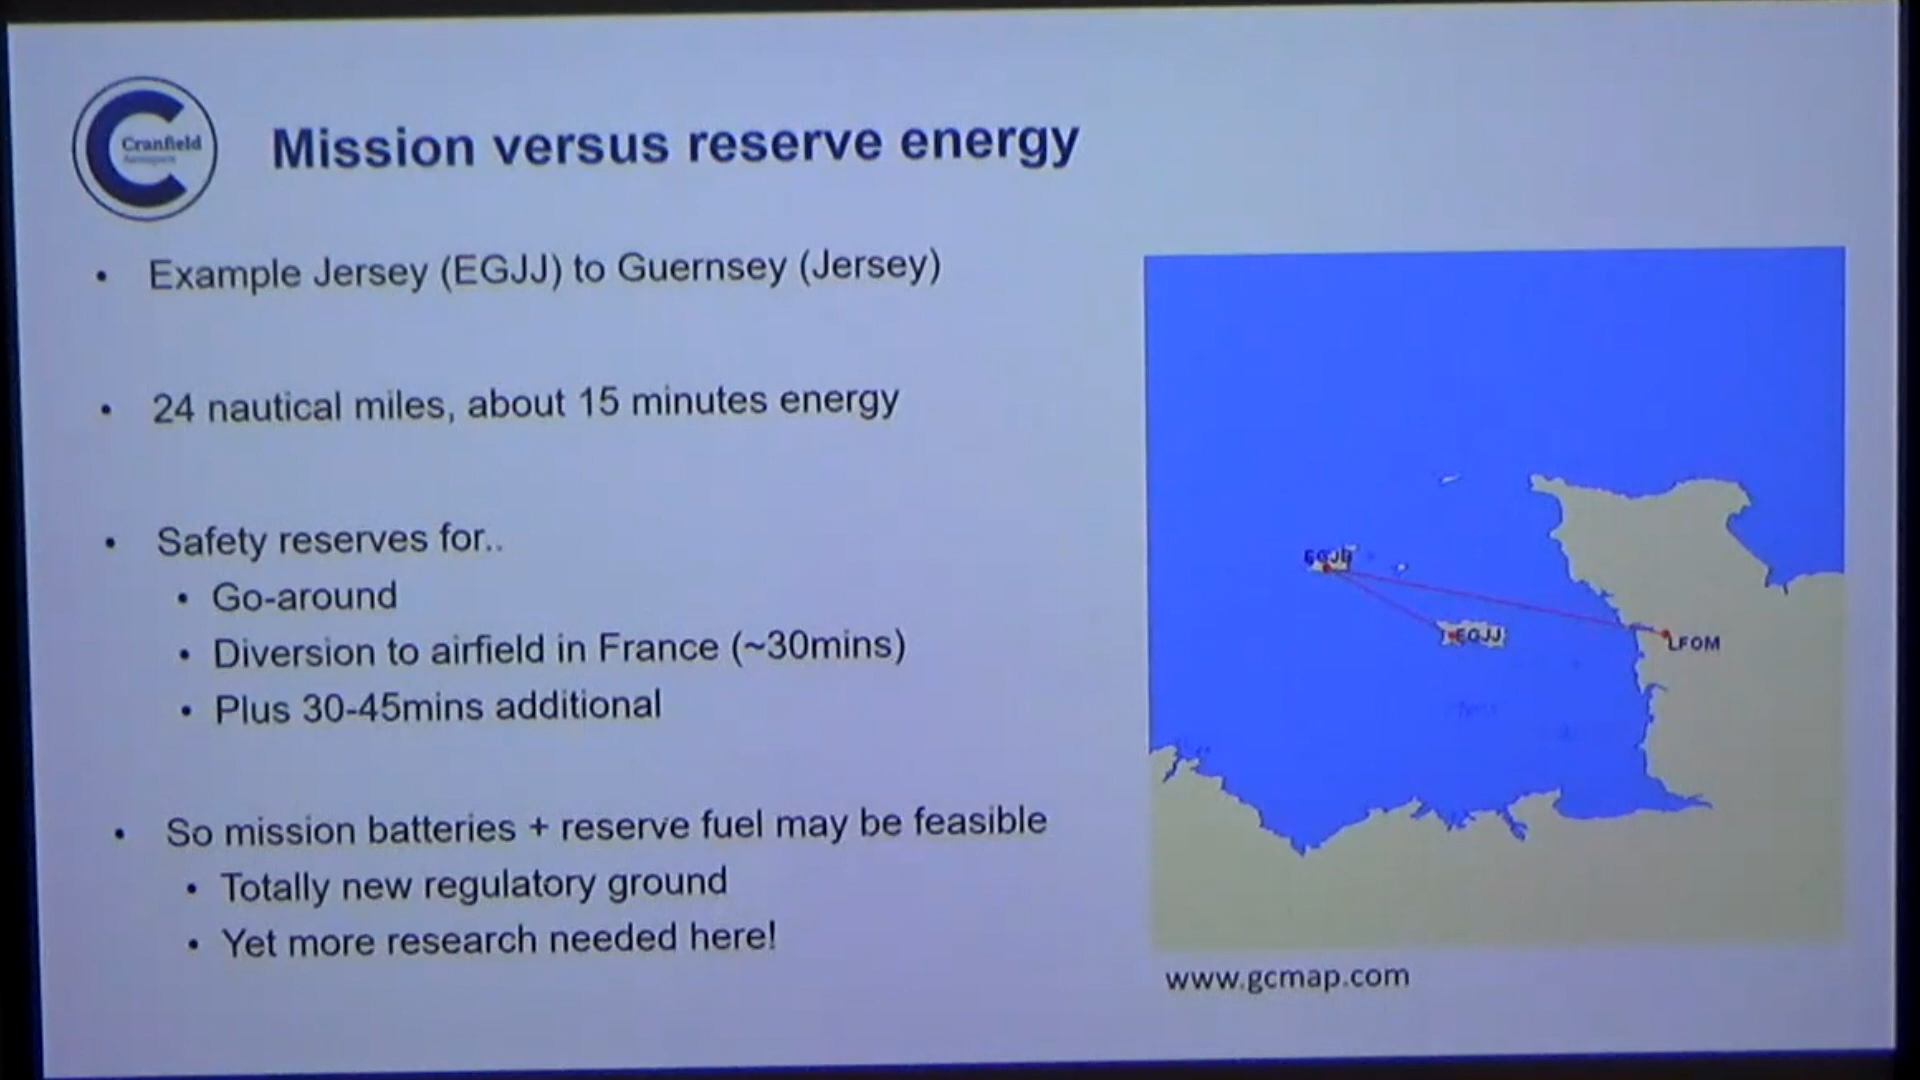 Cranfield
Aerospace
Mission versus reserve energy
• Example Jersey (EGJJ) to Guernsey (Jersey)
• 24 nautical miles, about 15 minutes energy
• Safety reserves for..
• Go-around
• Diversion to airfield in France (~30mins)
• Plus 30-45mins additional
• So mission batteries + reserve fuel may be feasible
• Totally new regulatory ground
• Yet more research needed here!
EGJB
EGJJ
LFOM
www.gcmap.com